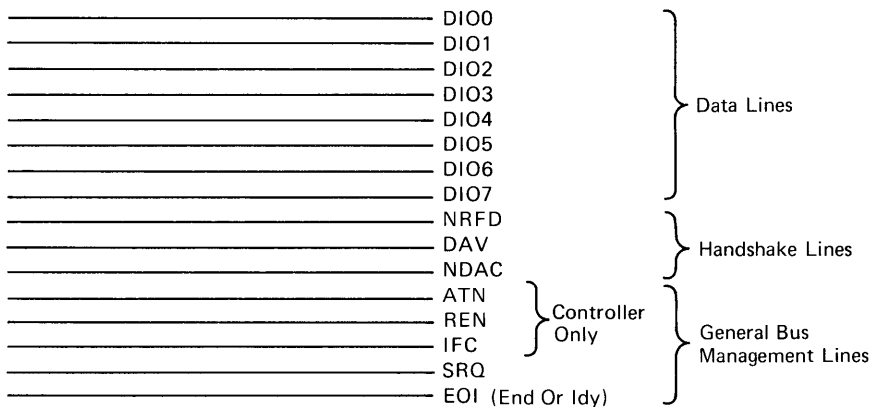 DIO0
DIO1
DIO2
DIO3
DIO4
DIO5
DIO6
DIO7
Data Lines
NRFD
DAV
NDAC
Handshake Lines
ATN
REN
IFC
Controller
Only
SRQ
EOI (End Or Idy)
General Bus
Management Lines